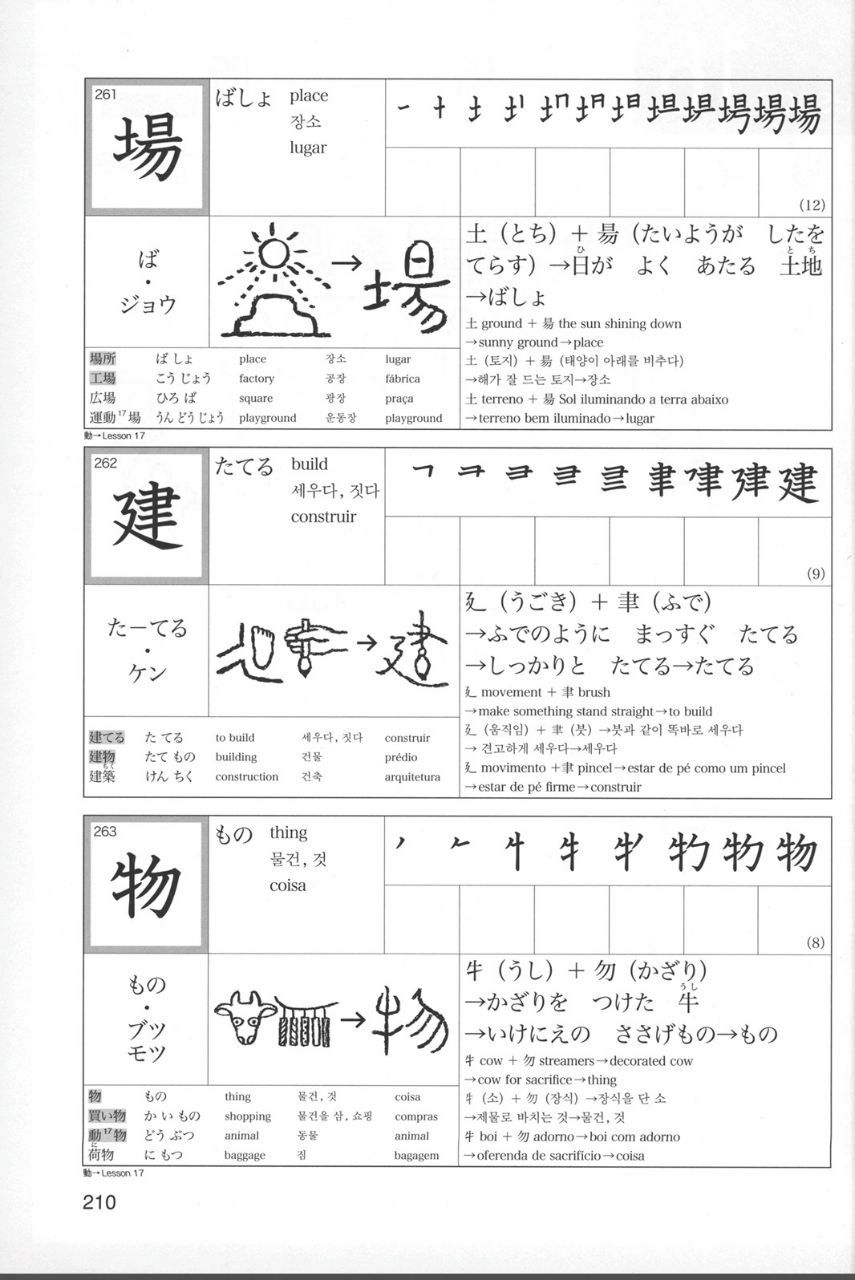 261
場
ばしょ place
장소
lugar
一 十 土 圹 坦 坦 坦 坦 坦 場 場 場
(12)
ば
・
ジョウ
→場
土（とち）＋昜（たいようが したを
てらす）→日ひが よく あたる 土地とち
→ばしょ
土 ground + 昜 the sun shining down
→sunny ground→place
土 (토지) + 昜 (태양이 아래를 비추다)
→해가 잘 드는 토지→장소
土 terreno + 昜 Sol iluminando a terra abaixo
→terreno bem iluminado→lugar
場所 ば しょ place 장소 lugar
工場 こう じょう factory 공장 fábrica
広場 ひろ ば square 광장 praça
運動17場 うん どう じょう playground 운동장 playground
動→Lesson 17
262
建
たてる build
세우다, 짓다
construir
聿 建 建
(9)
た－てる
・
ケン
→建
廴（うごき）＋聿（ふで）
→ふでのように まっすぐ たてる
→しっかりと たてる→たてる
廴 movement + 聿 brush
→make something stand straight→to build
廴 (움직임) + 聿 (붓) →붓과 같이 똑바로 세우다
→ 견고하게 세우다→세우다
廴 movimento +聿 pincel→estar de pé como um pincel
→estar de pé firme→construir
建てる た てる to build 세우다, 짓다 construir
建物 たて もの building 건물 prédio
建築ちく けん ちく construction 건축 arquitetura
263
物
もの thing
물건, 것
coisa
牜 物 物
(8)
もの
・
ブツ
モツ
→物
牜（うし）＋勿（かざり）
→かざりを つけた 牛うし
→いけにえの ささげもの→もの
牜 cow + 勿 streamers→decorated cow
→cow for sacrifice→thing
牜 (소) + 勿 (장식) →장식을 단 소
→제물로 바치는 것→물건, 것
牜 boi + 勿 adorno→boi com adorno
→oferenda de sacrifício→coisa
物 もの thing 물건, 것 coisa
買い物 か い もの shopping 물건을 삼, 쇼핑 compras
動17物 どう ぶつ animal 동물 animal
荷に物 に もつ baggage 짐 bagagem
動→Lesson 17
210